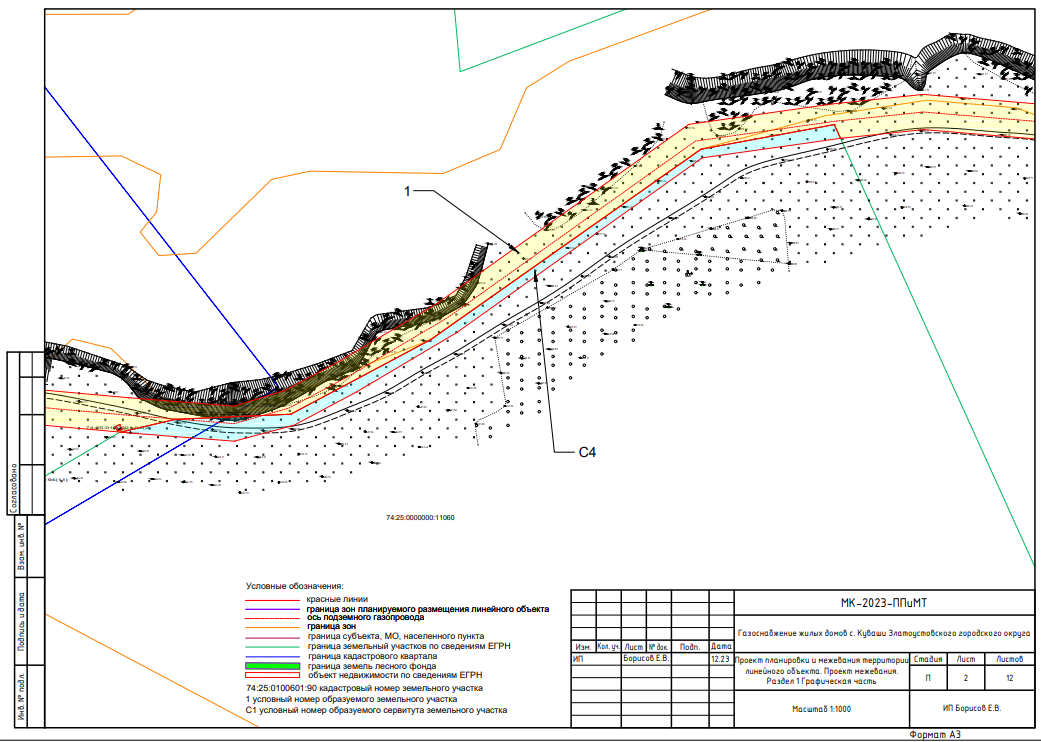 1
С4
74:25:0000000:11060
Условные обозначения:
красные линии
граница зон планируемого размещения линейного объекта
ось подземного газопровода
граница зон
граница субъекта, МО, населенного пункта
граница земельный участков по сведениям ЕГРН
граница кадастрового квартала
граница земель лесного фонда
объект недвижимости по сведениям ЕГРН
74:25:0100601:90 кадастровый номер земельного участка
1 условный номер образуемого земельного участка
С1 условный номер образуемого сервитута земельного участка
Согласовано
Взам. инв. №
Подпись и дата
Инв. № подл.
МК-2023-ППиМТ
Газоснабжение жилых домов с. Куваши Златоустовского городского округа
Изм. Кол. уч. Лист № док. Подп. Дата
ИП Борисов Е.В. 12.23
Проект планировки и межевания территории
линейного объекта. Проект межевания.
Раздел 1 Графическая часть
Стадия Лист Листов
П 2 12
Масштаб 1:1000
ИП Борисов Е.В.
Формат А3